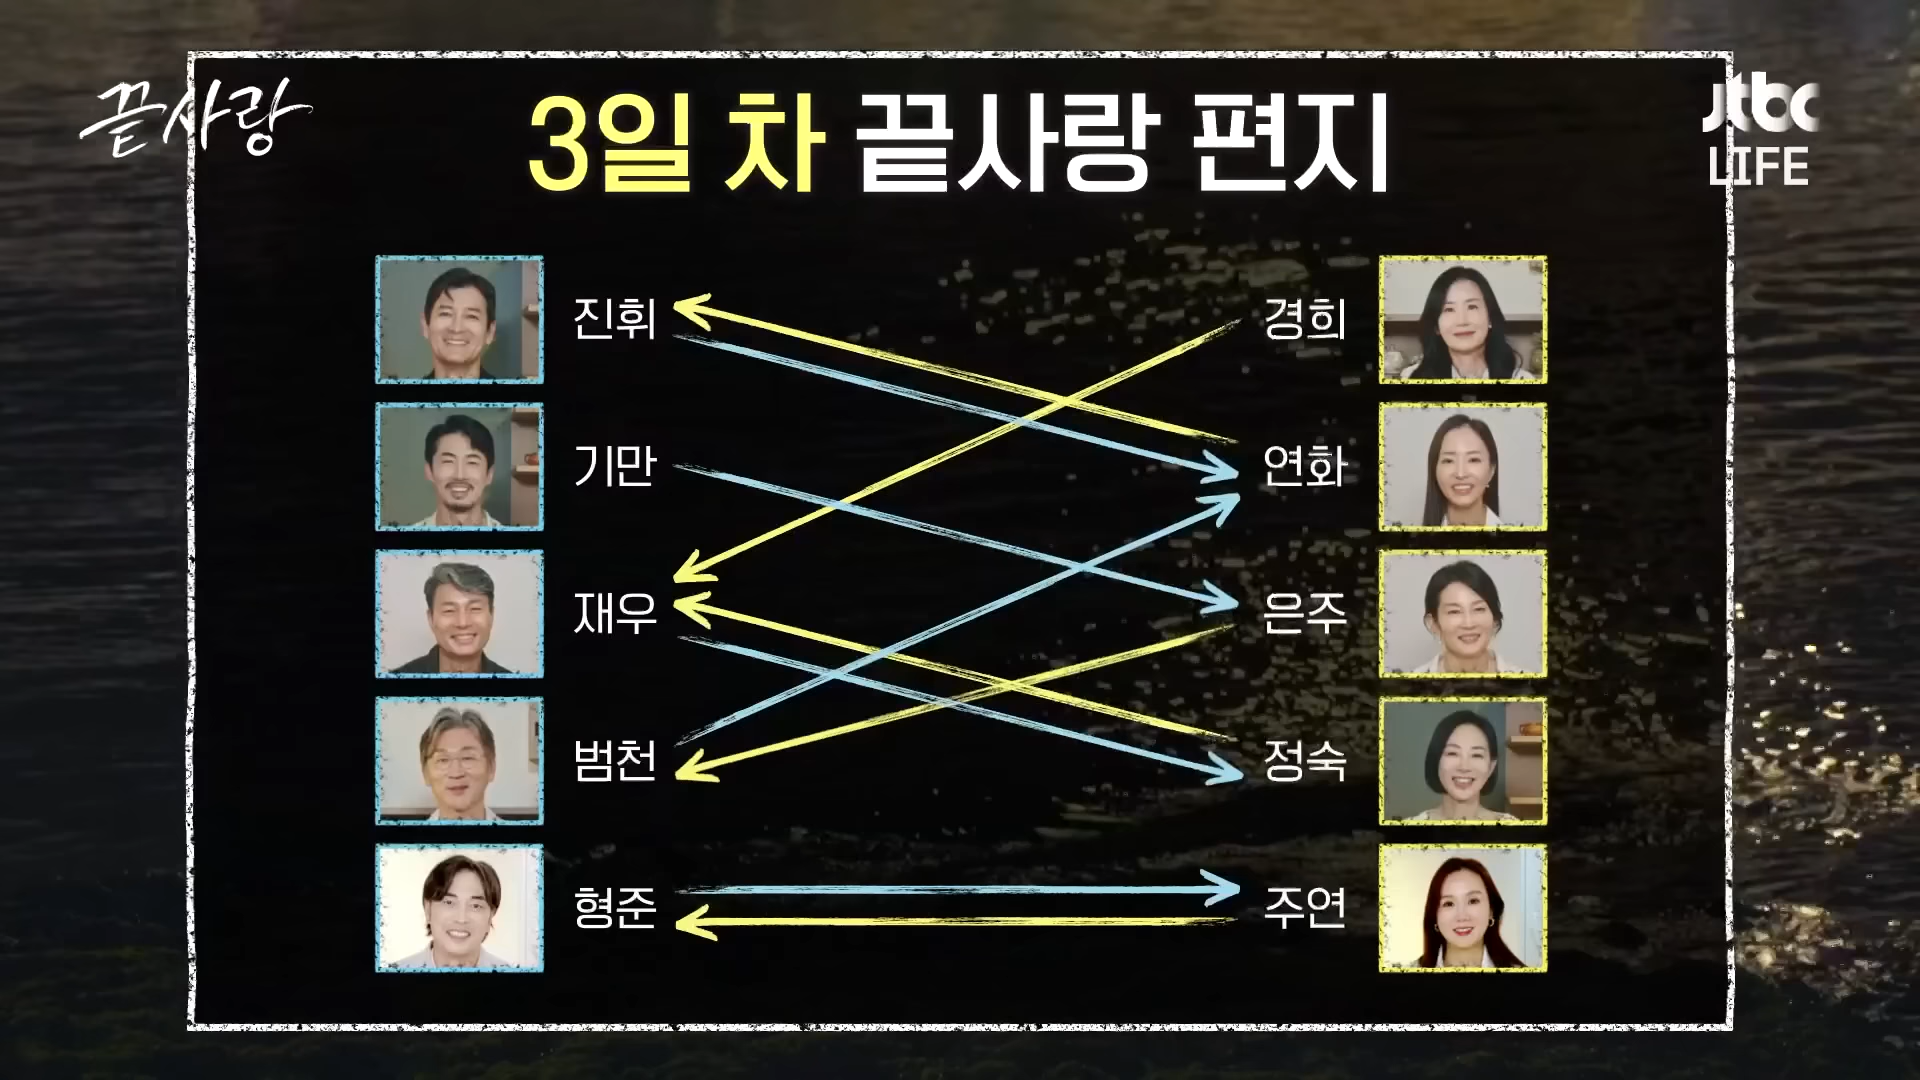 끝사랑
3일 차 끝사랑 편지
jtbc
LIFE
진휘
경희
기만
연화
재우
은주
범천
정숙
형준
주연